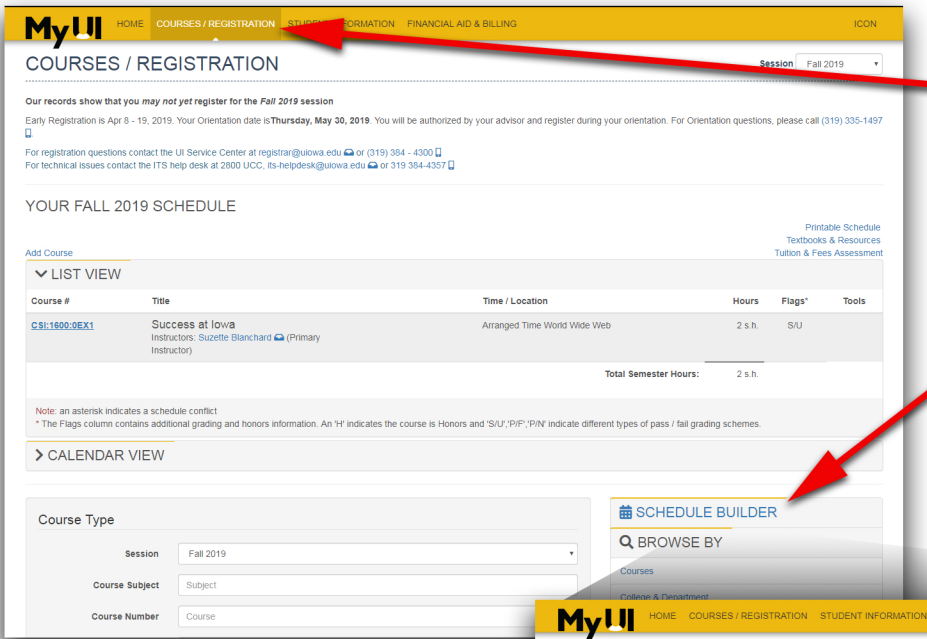 MyUI HOME COURSES / REGISTRATION STUDENT INFORMATION FINANCIAL AID & BILLING ICON
COURSES / REGISTRATION
Session Fall 2019
Our records show that you may not yet register for the Fall 2019 session
Early Registration is Apr 8 - 19, 2019. Your Orientation date is Thursday, May 30, 2019. You will be authorized by your advisor and register during your orientation. For Orientation questions, please call (319) 335-1497
.
For registration questions contact the UI Service Center at registrar@uiowa.edu or (319) 384 - 4300
For technical issues contact the ITS help desk at 2800 UCC, its-helpdesk@uiowa.edu or 319 384-4357
YOUR FALL 2019 SCHEDULE
Printable Schedule
Textbooks & Resources
Add Course Tuition & Fees Assessment
LIST VIEW
Course # Title Time / Location Hours Flags* Tools
CSI:1600:0EX1 Success at Iowa Arranged Time World Wide Web 2 s.h. S/U
Instructors: Suzette Blanchard (Primary
Instructor)
Total Semester Hours: 2 s.h.
Note: an asterisk indicates a schedule conflict
* The Flags column contains additional grading and honors information. An 'H' indicates the course is Honors and 'S/U','P/F','P/N' indicate different types of pass / fail grading schemes.
CALENDAR VIEW
Course Type
Session Fall 2019
Course Subject Subject
Course Number Course
SCHEDULE BUILDER
BROWSE BY
Courses
College & Department
MyUI HOME COURSES / REGISTRATION STUDENT INFORMATION